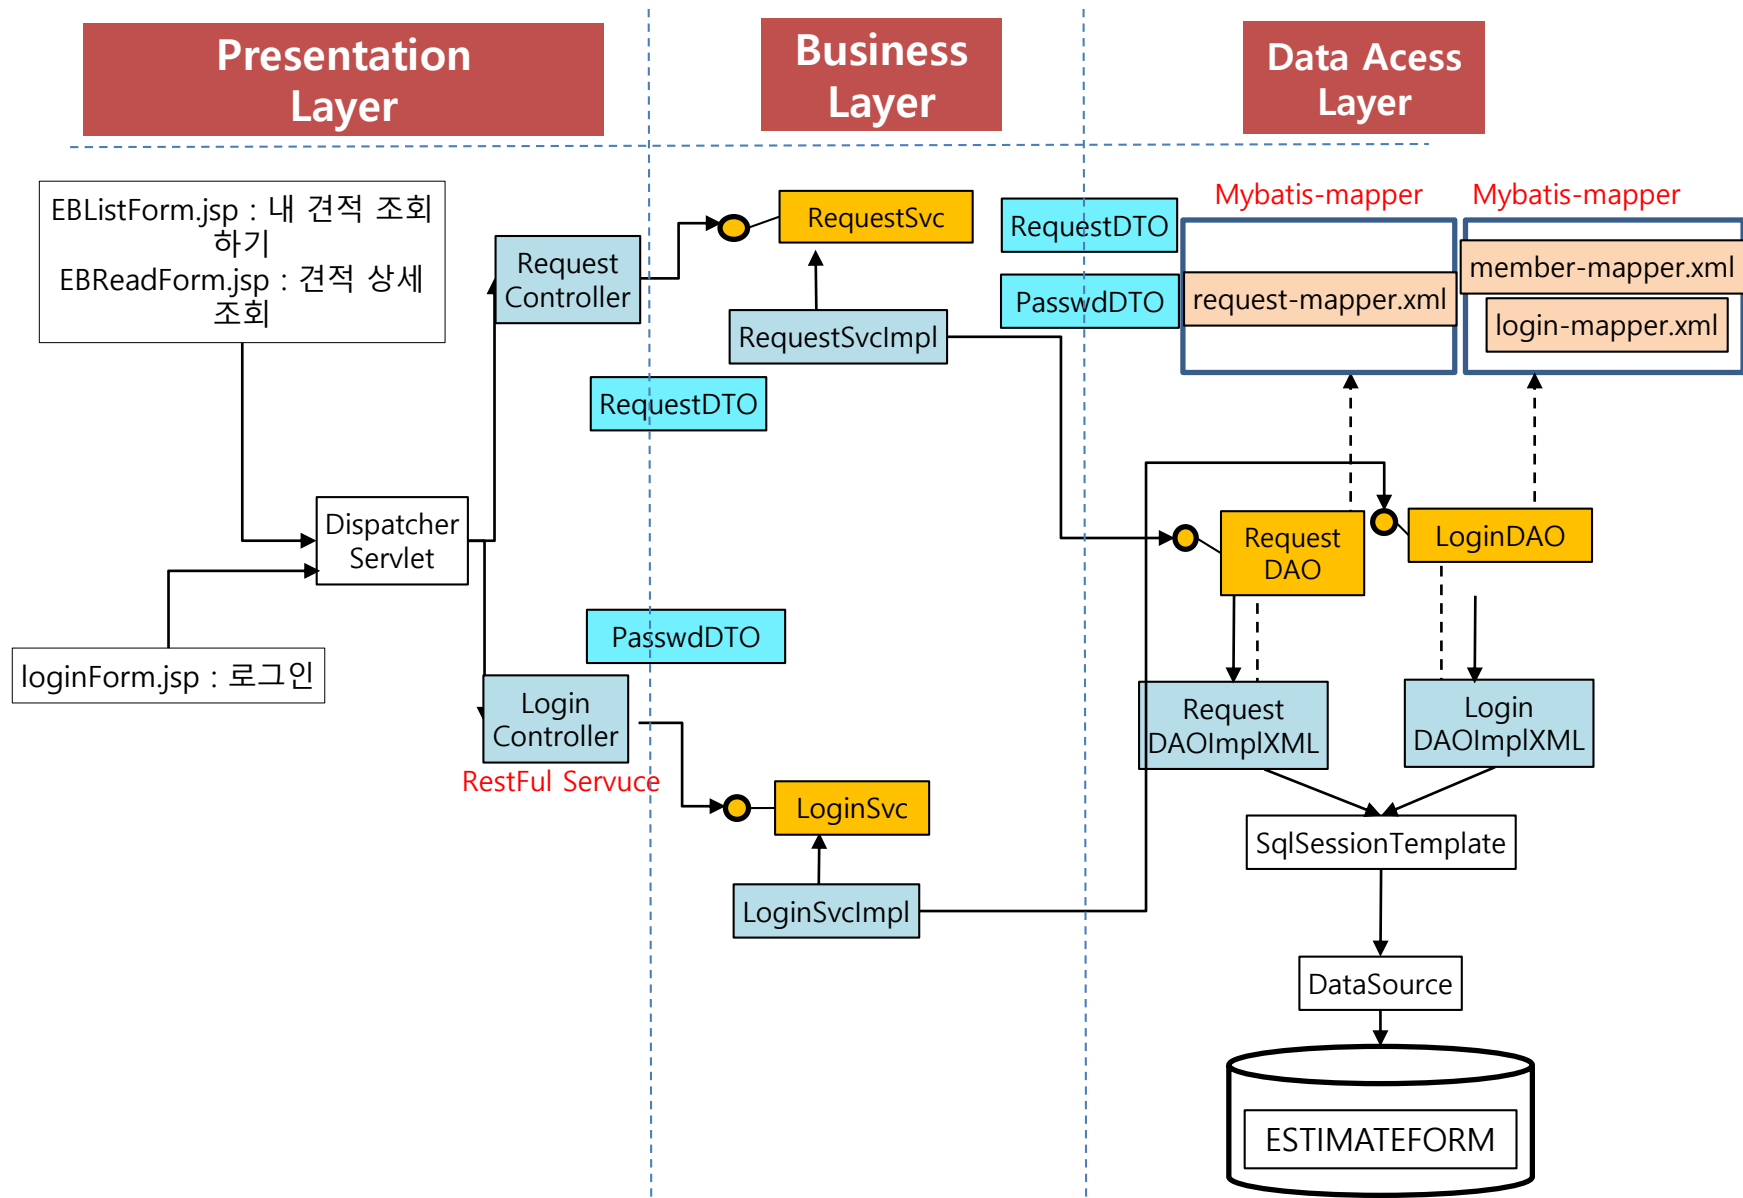 Presentation
Layer
Business
Layer
Data Acess
Layer
EBListForm.jsp : 내 견적 조회
하기
EBReadForm.jsp : 견적 상세
조회
Request
Controller
RequestSvc
RequestSvcImpl
RequestDTO
PasswdDTO
Mybatis-mapper
request-mapper.xml
Mybatis-mapper
member-mapper.xml
login-mapper.xml
RequestDTO
Dispatcher
Servlet
Request
DAO
LoginDAO
PasswdDTO
loginForm.jsp : 로그인
Login
Controller
RestFul Servuce
Request
DAOImplXML
Login
DAOImplXML
LoginSvc
LoginSvcImpl
SqlSessionTemplate
DataSource
ESTIMATEFORM